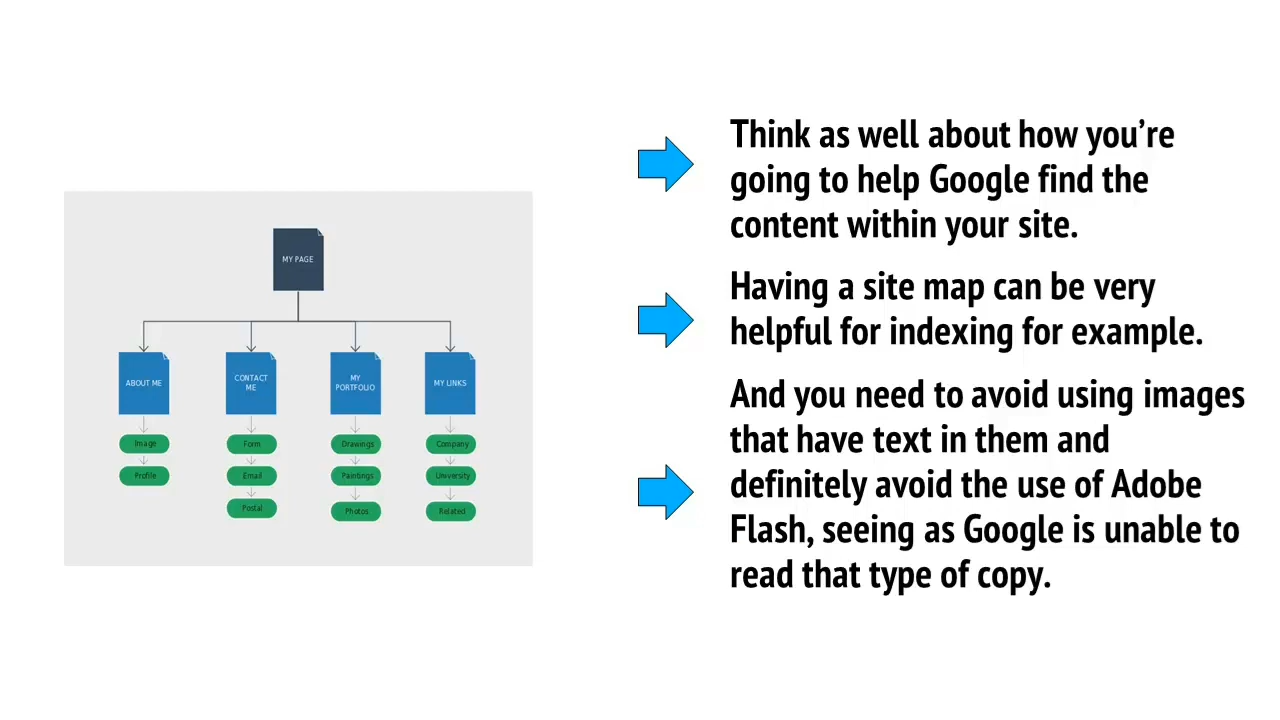 MY PAGE
ABOUT ME
CONTACT
ME
MY
PORTFOLIO
MY LINKS
Image
Form
Drawings
Company
Profile
Email
Paintings
University
Postal
Photos
Related
Think as well about how you’re
going to help Google find the
content within your site.
Having a site map can be very
helpful for indexing for example.
And you need to avoid using images
that have text in them and
definitely avoid the use of Adobe
Flash, seeing as Google is unable to
read that type of copy.